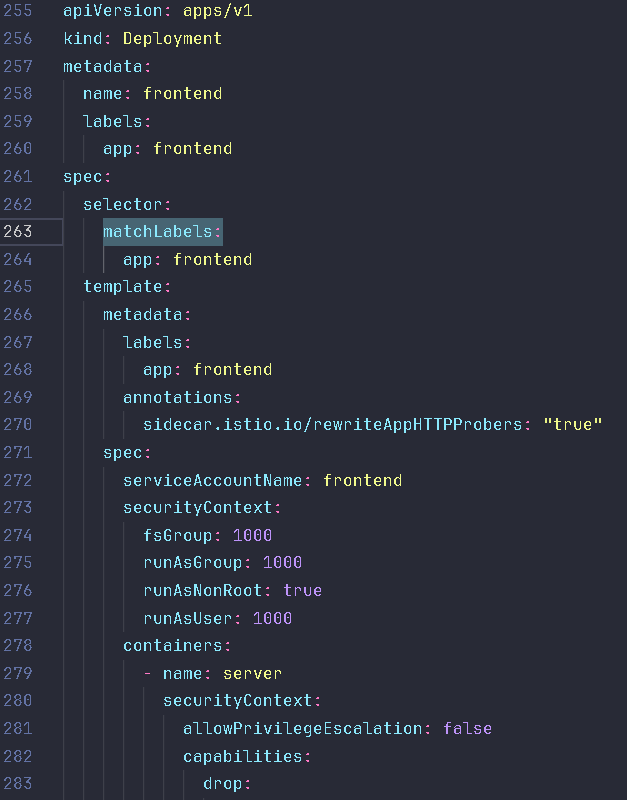 255 apiVersion: apps/v1
256 kind: Deployment
257 metadata:
258   name: frontend
259   labels:
260     app: frontend
261 spec:
262   selector:
263     matchLabels:
264       app: frontend
265   template:
266     metadata:
267       labels:
268         app: frontend
269       annotations:
270         sidecar.istio.io/rewriteAppHTTPProbers: "true"
271     spec:
272       serviceAccountName: frontend
273       securityContext:
274         fsGroup: 1000
275         runAsGroup: 1000
276         runAsNonRoot: true
277         runAsUser: 1000
278       containers:
279         - name: server
280           securityContext:
281             allowPrivilegeEscalation: false
282             capabilities:
283               drop: